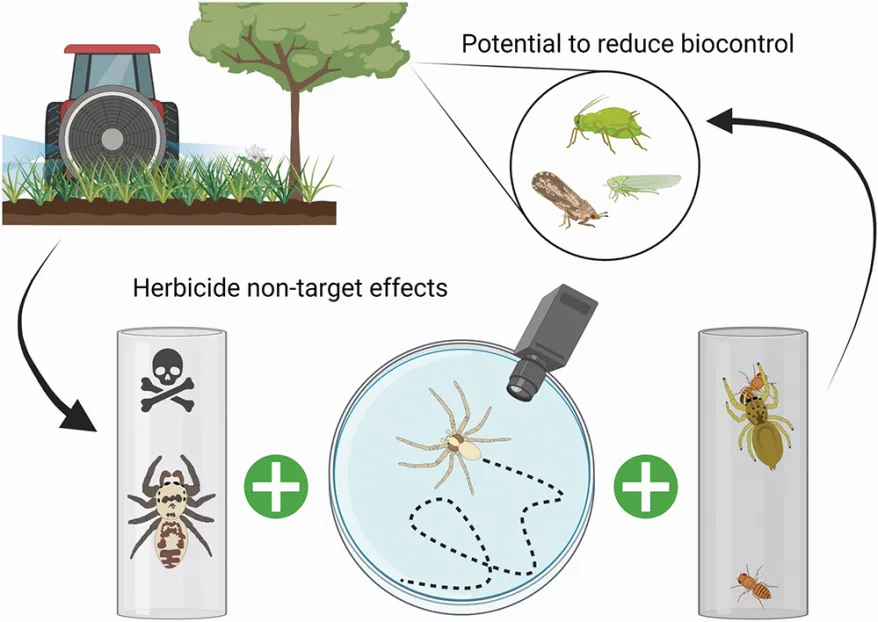 Potential to reduce biocontrol
Herbicide non-target effects